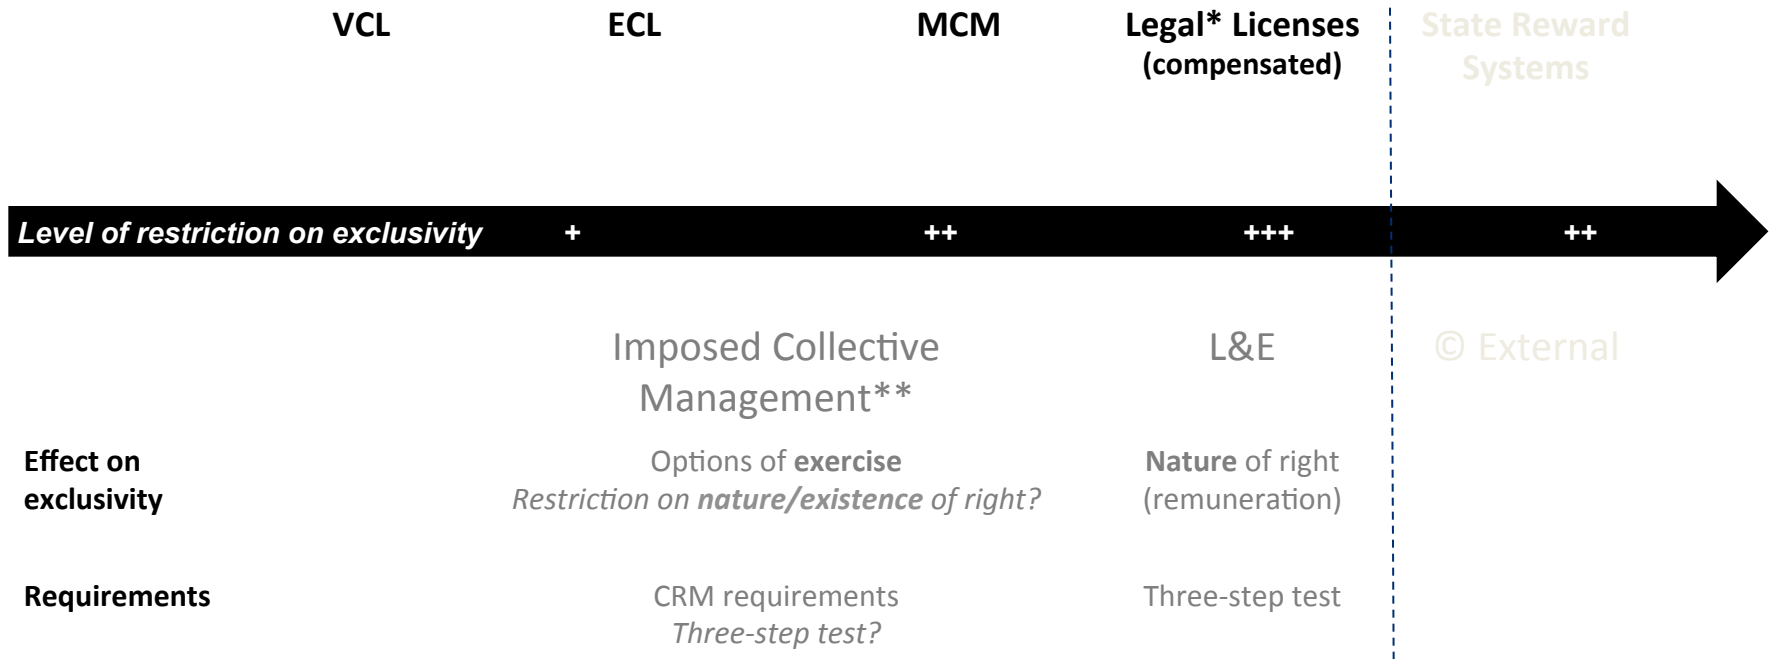 VCL ECL MCM Legal* Licenses State Reward
(compensated) Systems
Level of restriction on exclusivity + ++ +++ ++
Imposed Collective L&E © External
Management**
Effect on Options of exercise Nature of right
exclusivity Restriction on nature/existence of right? (remuneration)
Requirements CRM requirements Three-step test
Three-step test?